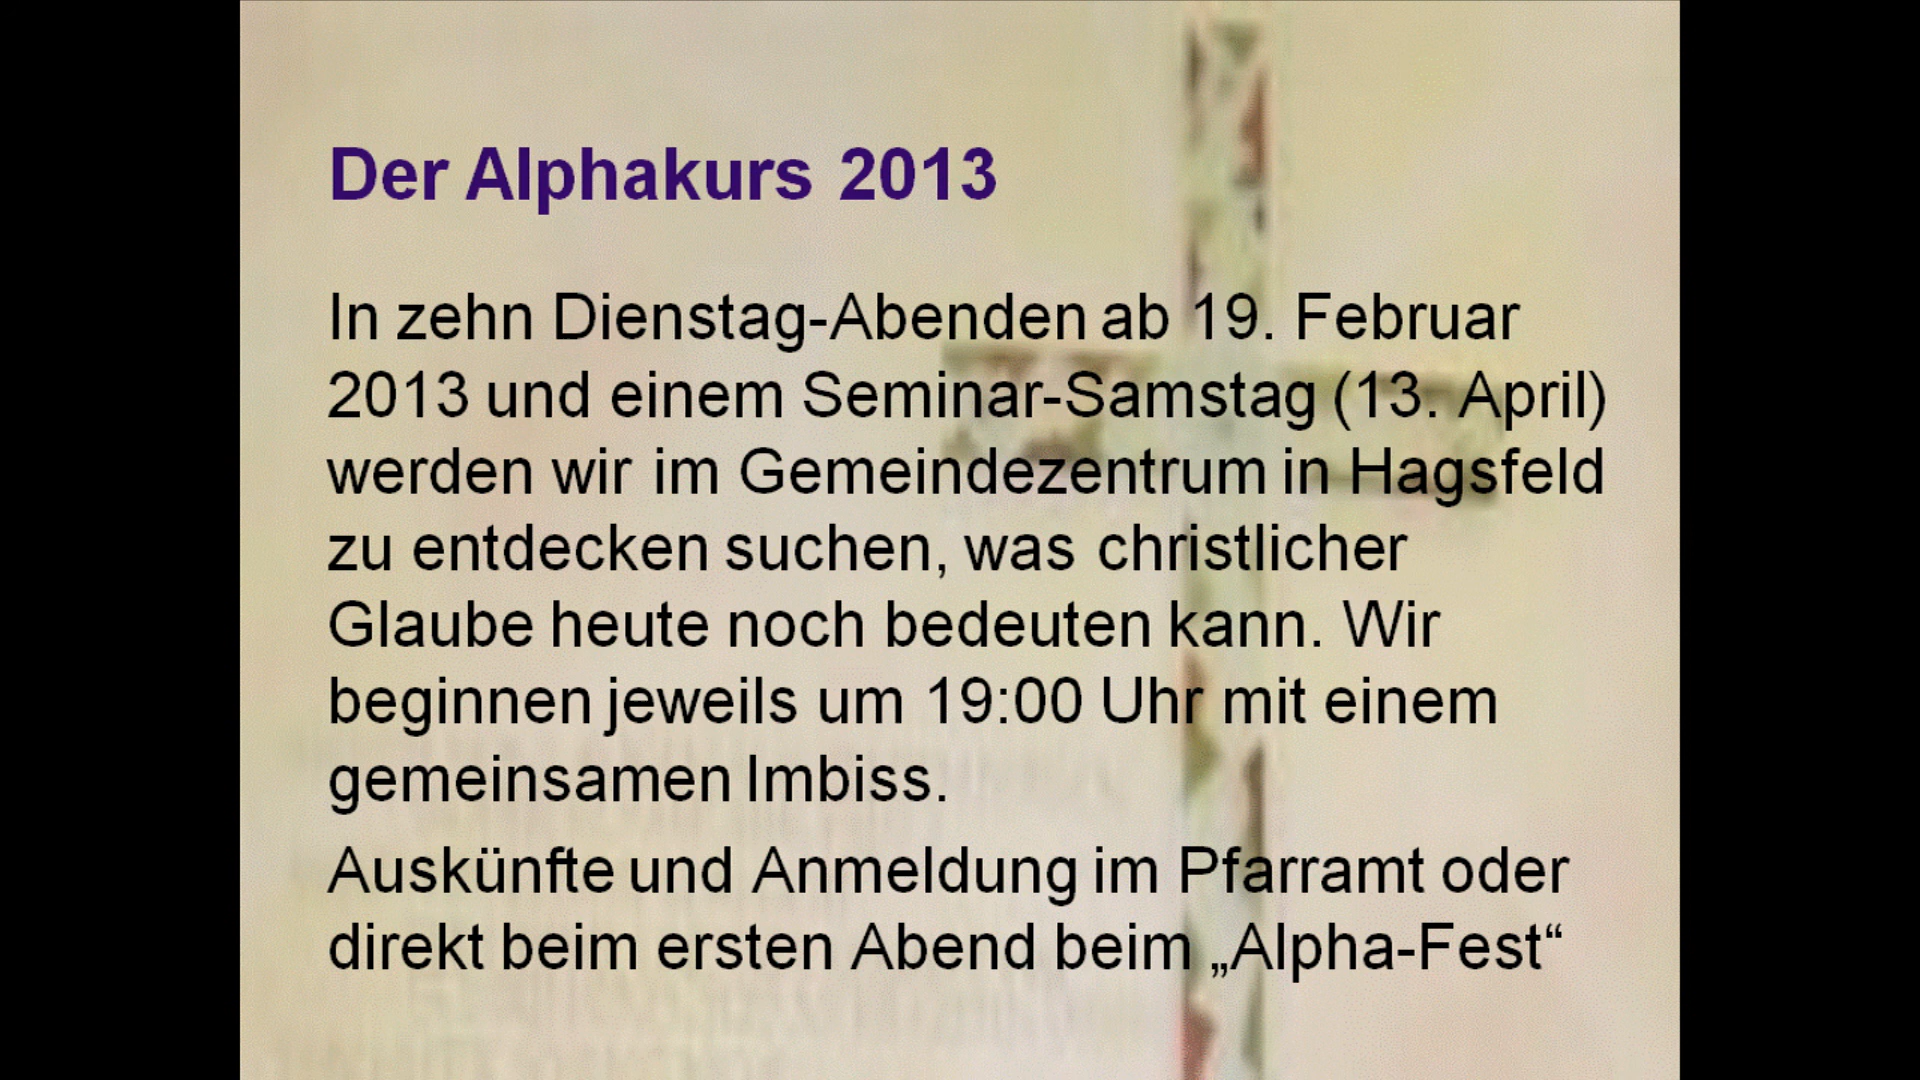 Der Alphakurs 2013
In zehn Dienstag-Abenden ab 19. Februar
2013 und einem Seminar-Samstag (13. April)
werden wir im Gemeindezentrum in Hagsfeld
zu entdecken suchen, was christlicher
Glaube heute noch bedeuten kann. Wir
beginnen jeweils um 19:00 Uhr mit einem
gemeinsamen Imbiss.
Auskünfte und Anmeldung im Pfarramt oder
direkt beim ersten Abend beim „Alpha-Fest“